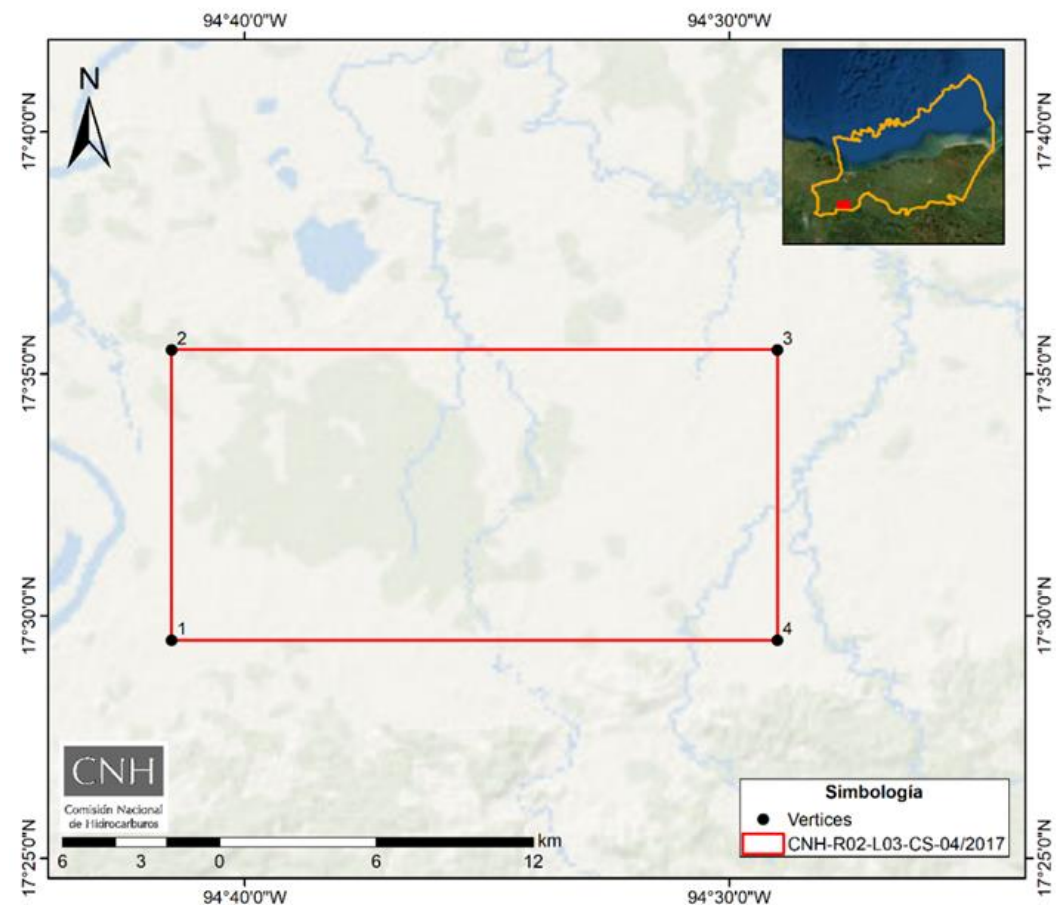 94°40'0"W
94°30'0"W
N
17°40'0"N
17°40'0"N
2
3
17°35'0"N
17°35'0"N
17°30'0"N
17°30'0"N
1
4
CNH
Comisión Nacional
de Hidrocarburos
Simbología
Vertices
CNH-R02-L03-CS-04/2017
km
6 3 0 6 12
17°25'0"N
17°25'0"N
94°40'0"W
94°30'0"W